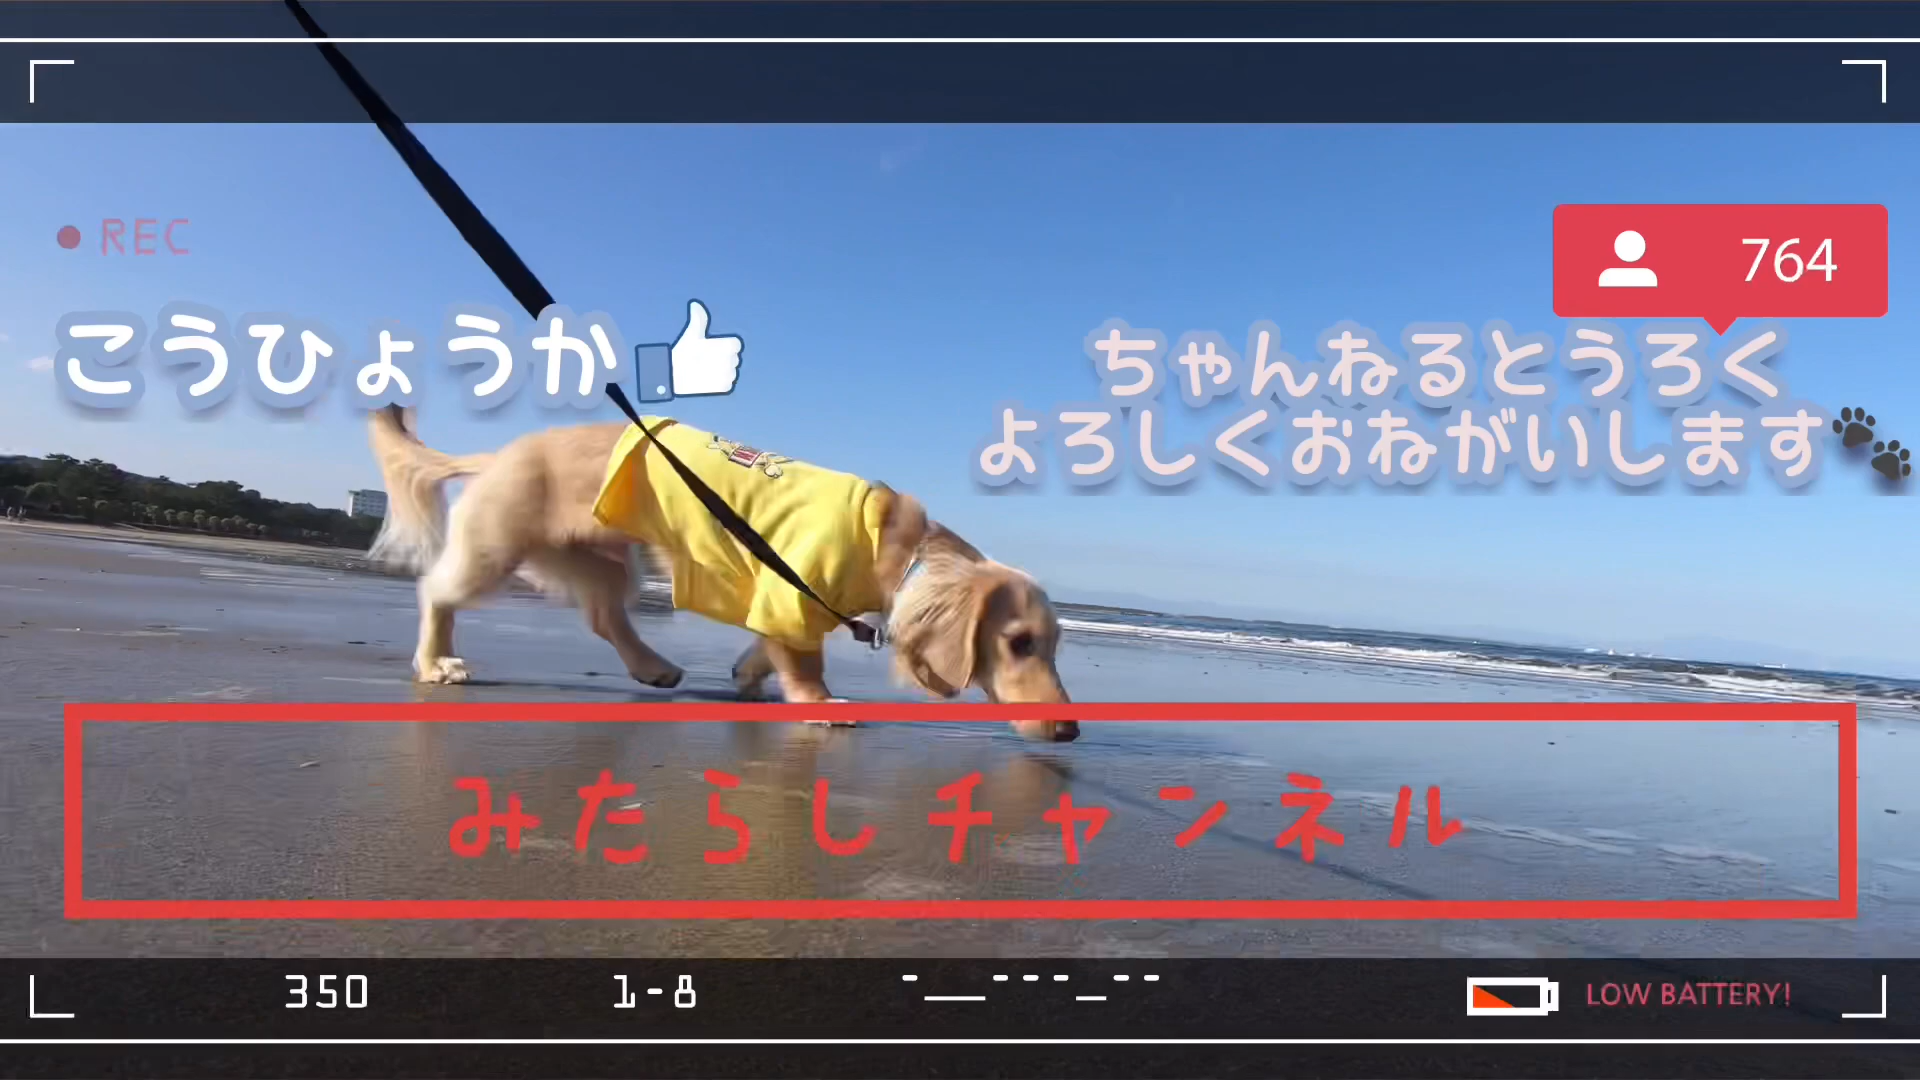 REC
764
こうひょうか
ちゃんねるとうろく
よろしくおねがいします
みたらしチャンネル
350
1-8
LOW BATTERY!